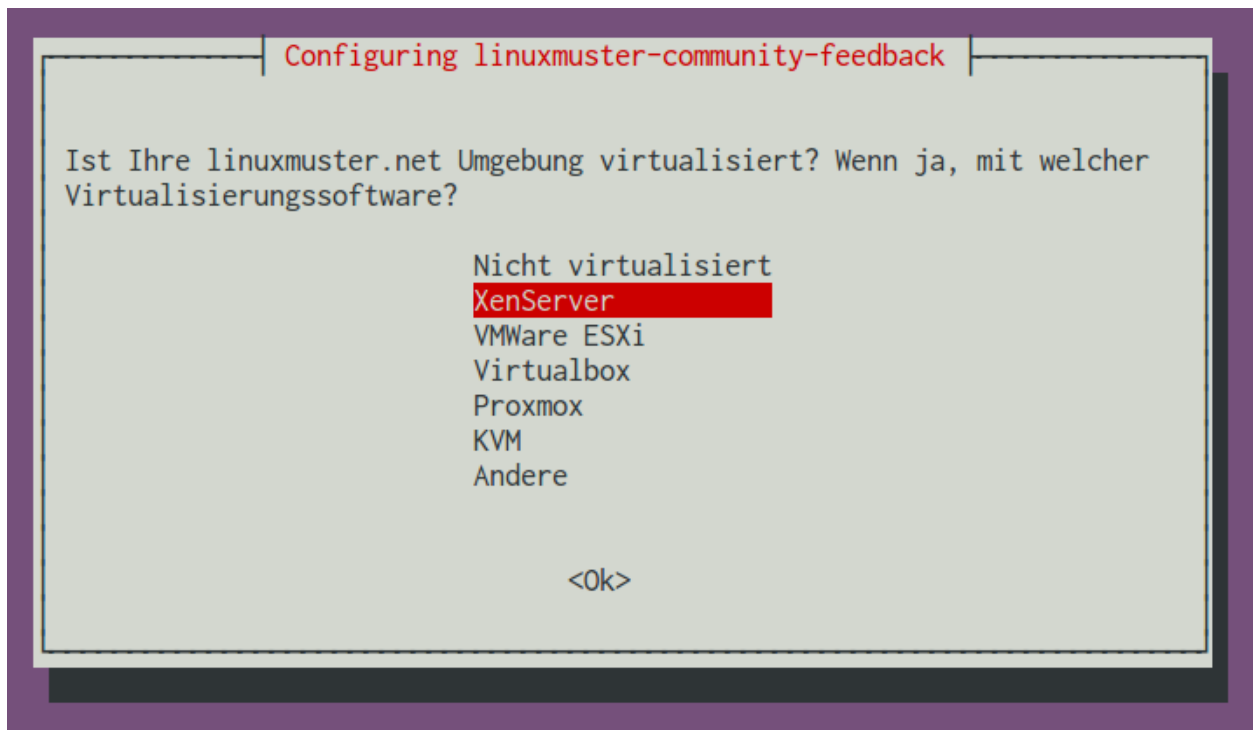 Configuring linuxmuster-community-feedback
Ist Ihre linuxmuster.net Umgebung virtualisiert? Wenn ja, mit welcher
Virtualisierungssoftware?
Nicht virtualisiert
XenServer
VMWare ESXi
Virtualbox
Proxmox
KVM
Andere
<Ok>